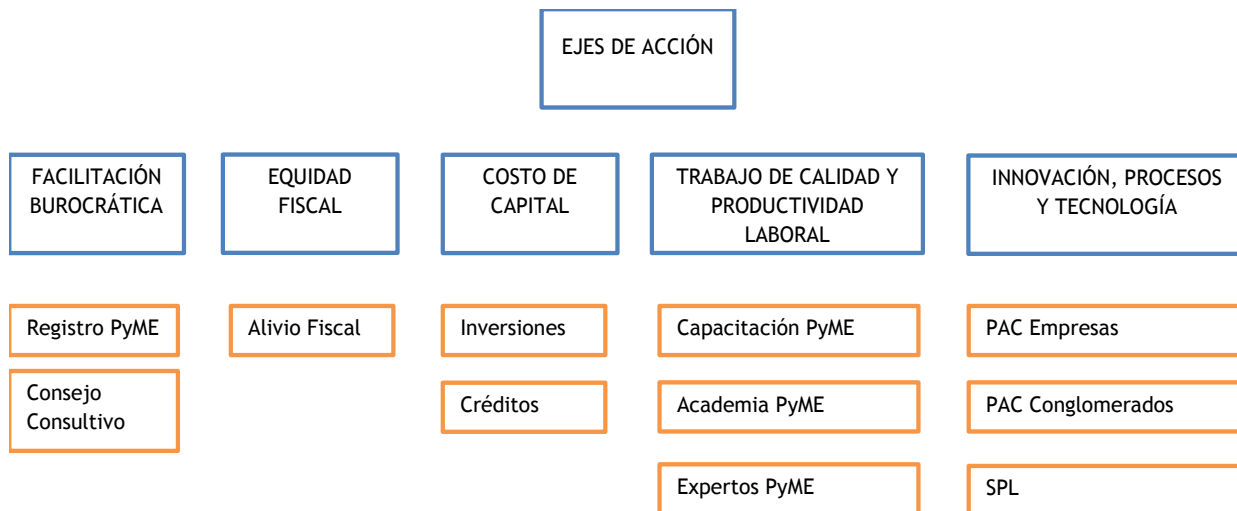 EJES DE ACCIÓN
FACILITACIÓN
BUROCRÁTICA
EQUIDAD
FISCAL
COSTO DE
CAPITAL
TRABAJO DE CALIDAD Y
PRODUCTIVIDAD
LABORAL
INNOVACIÓN, PROCESOS
Y TECNOLOGÍA
Registro PyME
Alivio Fiscal
Inversiones
Capacitación PyME
PAC Empresas
Consejo
Consultivo
Créditos
Academia PyME
PAC Conglomerados
Expertos PyME
SPL